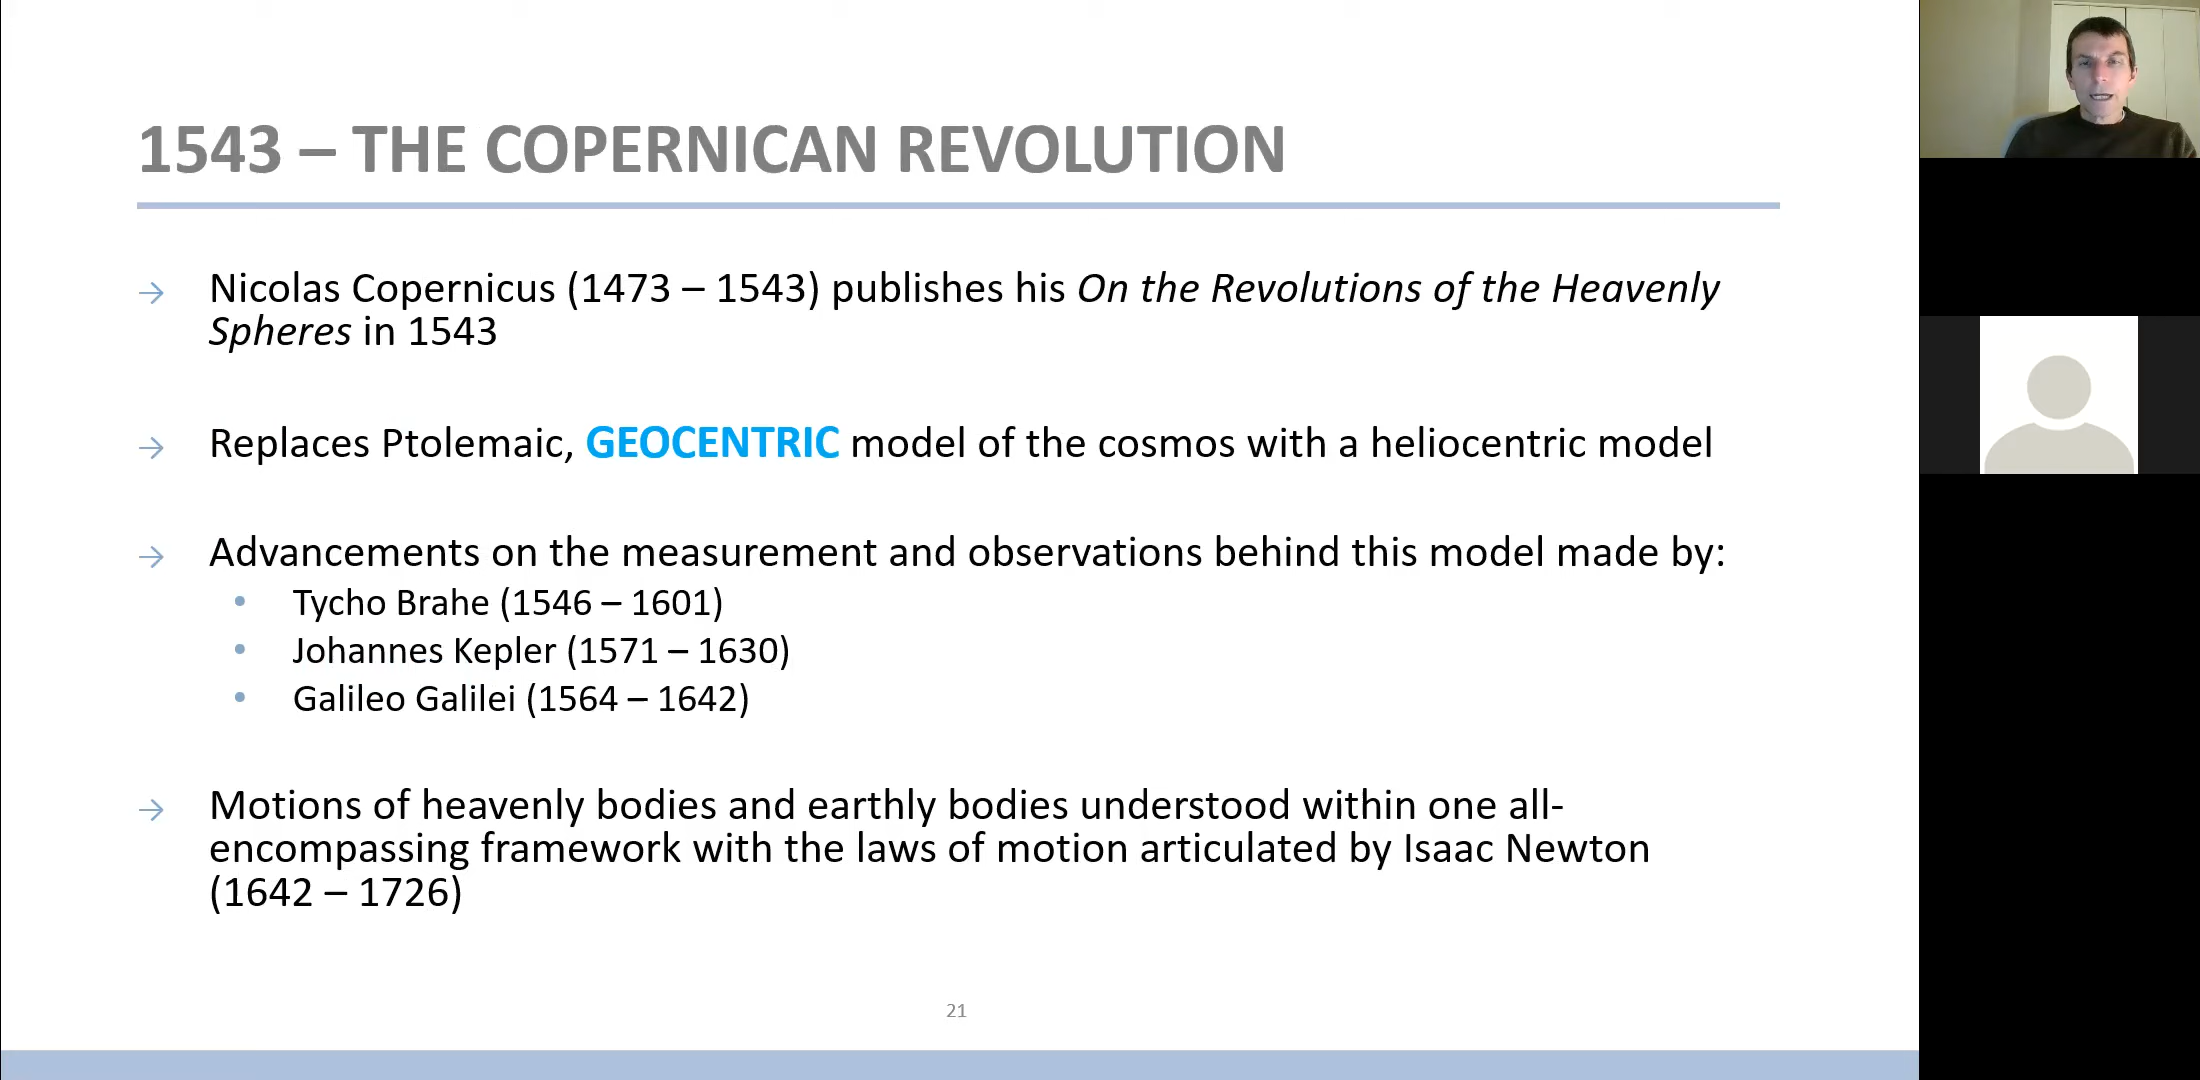 1543 – THE COPERNICAN REVOLUTION
→ Nicolas Copernicus (1473 – 1543) publishes his On the Revolutions of the Heavenly
Spheres in 1543
→ Replaces Ptolemaic, GEOCENTRIC model of the cosmos with a heliocentric model
→ Advancements on the measurement and observations behind this model made by:
• Tycho Brahe (1546 – 1601)
• Johannes Kepler (1571 – 1630)
• Galileo Galilei (1564 – 1642)
→ Motions of heavenly bodies and earthly bodies understood within one all-
encompassing framework with the laws of motion articulated by Isaac Newton
(1642 – 1726)
21